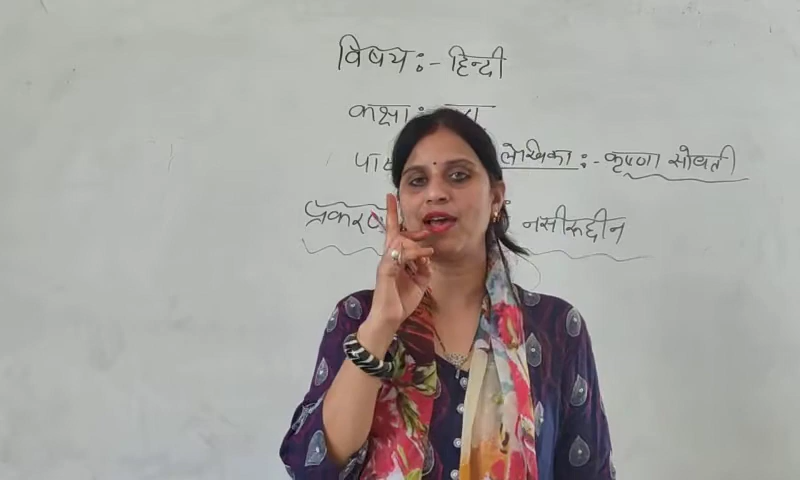 विषय :- हिन्दी
कक्षा :-
लेखिका :- कृष्णा सोबती
नसीरूद्दीन